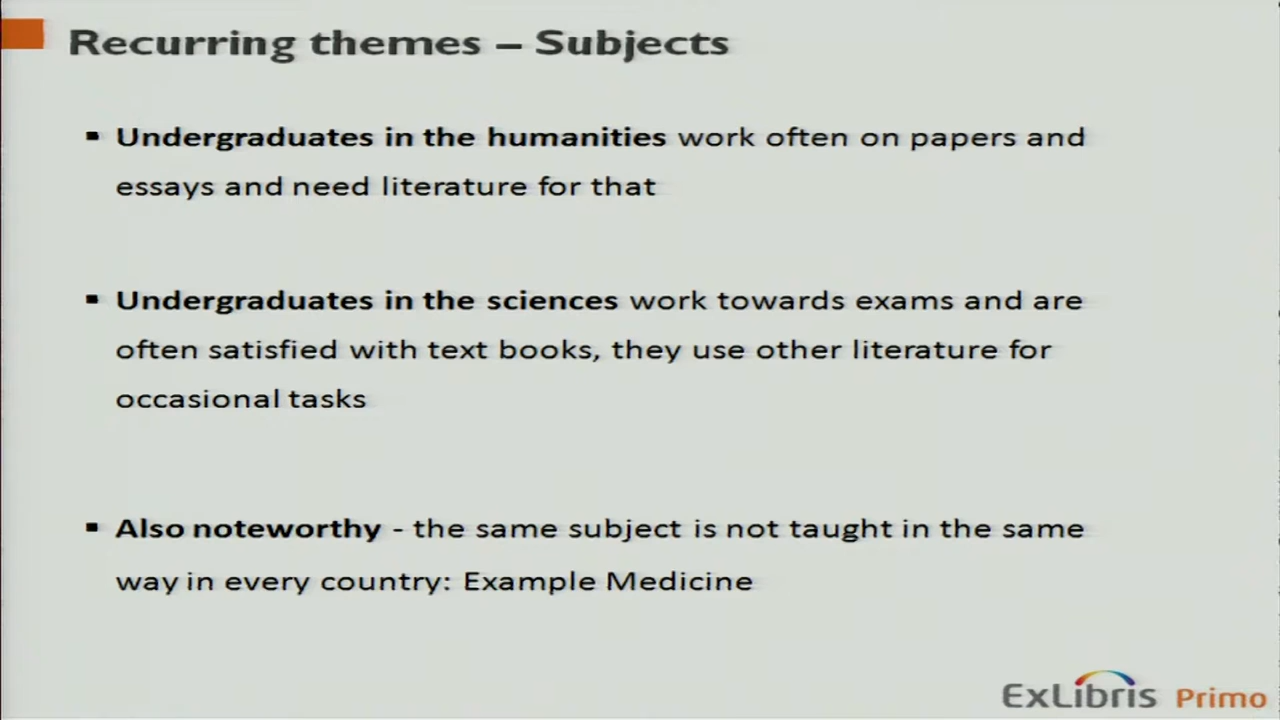 Recurring themes – Subjects
▪ Undergraduates in the humanities work often on papers and
essays and need literature for that
▪ Undergraduates in the sciences work towards exams and are
often satisfied with text books, they use other literature for
occasional tasks
▪ Also noteworthy - the same subject is not taught in the same
way in every country: Example Medicine
ExLibris Primo